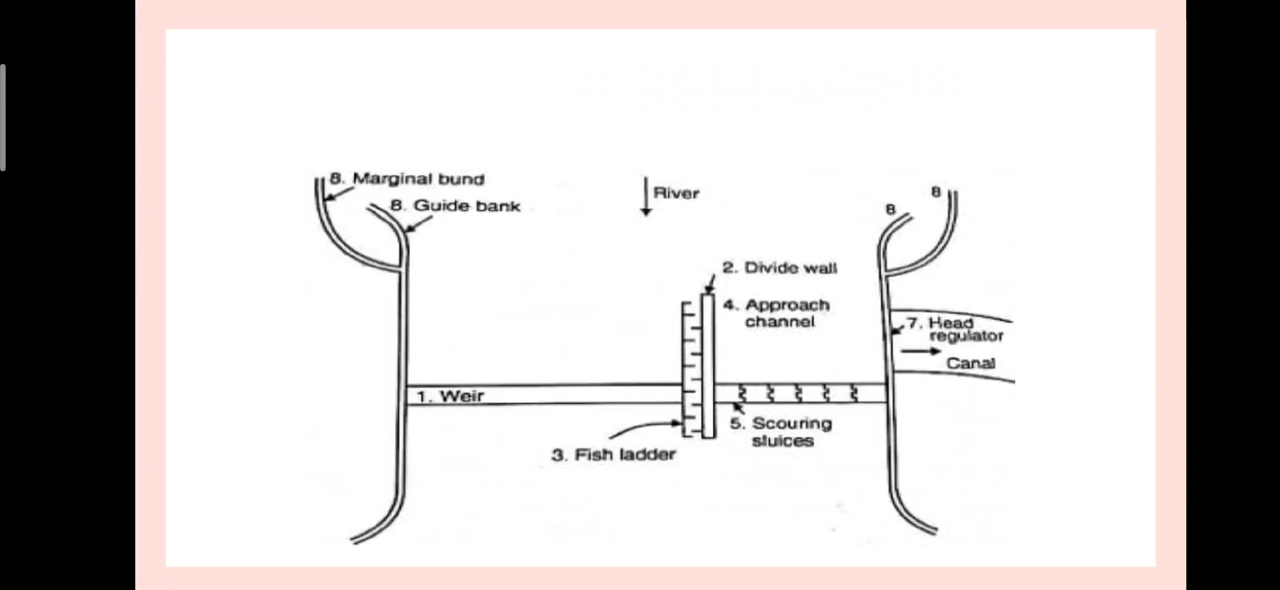 8. Marginal bund
8. Guide bank
River
8
8
2. Divide wall
4. Approach
channel
7. Head
regulator
Canal
1. Weir
5. Scouring
sluices
3. Fish ladder